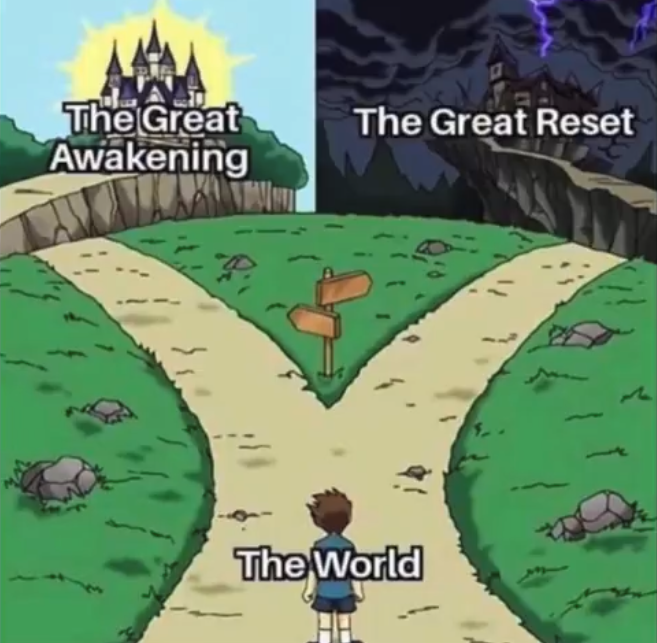 The Great
Awakening
The Great Reset
The World